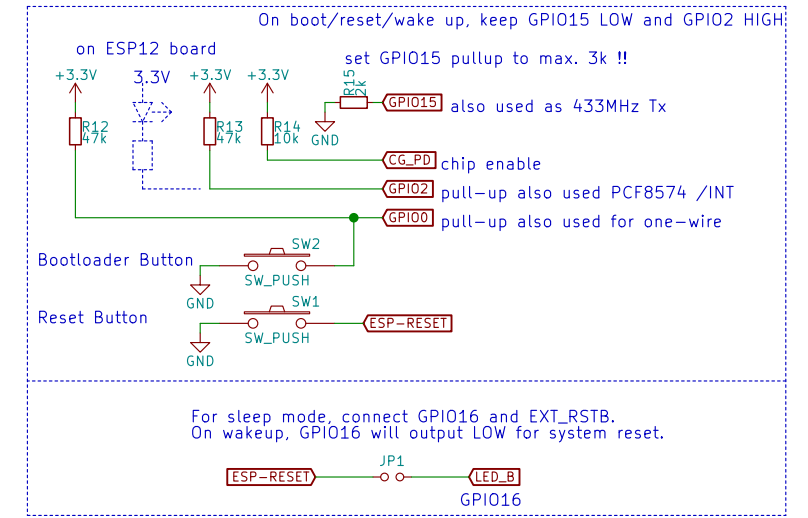 On boot/reset/wake up, keep GPIO15 LOW and GPIO2 HIGH
on ESP12 board
set GPIO15 pullup to max. 3k !!
+3.3V
3.3V
+3.3V
+3.3V
R15
2k
GPIO15
also used as 433MHz Tx
R12
47k
R13
47k
R14
10k
GND
CG_PD
chip enable
GPIO2
pull-up also used PCF8574 /INT
GPIO0
pull-up also used for one-wire
SW2
Bootloader Button
SW_PUSH
GND
SW1
Reset Button
ESP-RESET
SW_PUSH
GND
For sleep mode, connect GPIO16 and EXT_RSTB.
On wakeup, GPIO16 will output LOW for system reset.
JP1
ESP-RESET
LED_B
GPIO16